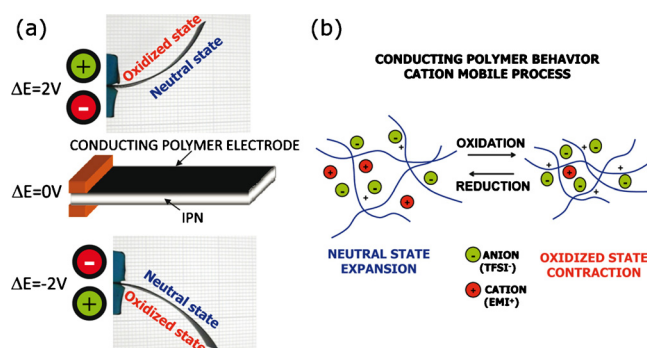 (a)
Oxidized state
Neutral state
ΔE=2V
+
-
CONDUCTING POLYMER ELECTRODE
ΔE=0V
IPN
-
+
ΔE=-2V
Neutral state
Oxidized state
(b)
CONDUCTING POLYMER BEHAVIOR
CATION MOBILE PROCESS
OXIDATION
REDUCTION
NEUTRAL STATE
EXPANSION
- ANION
(TFSI-)
+ CATION
(EMI+)
OXIDIZED STATE
CONTRACTION